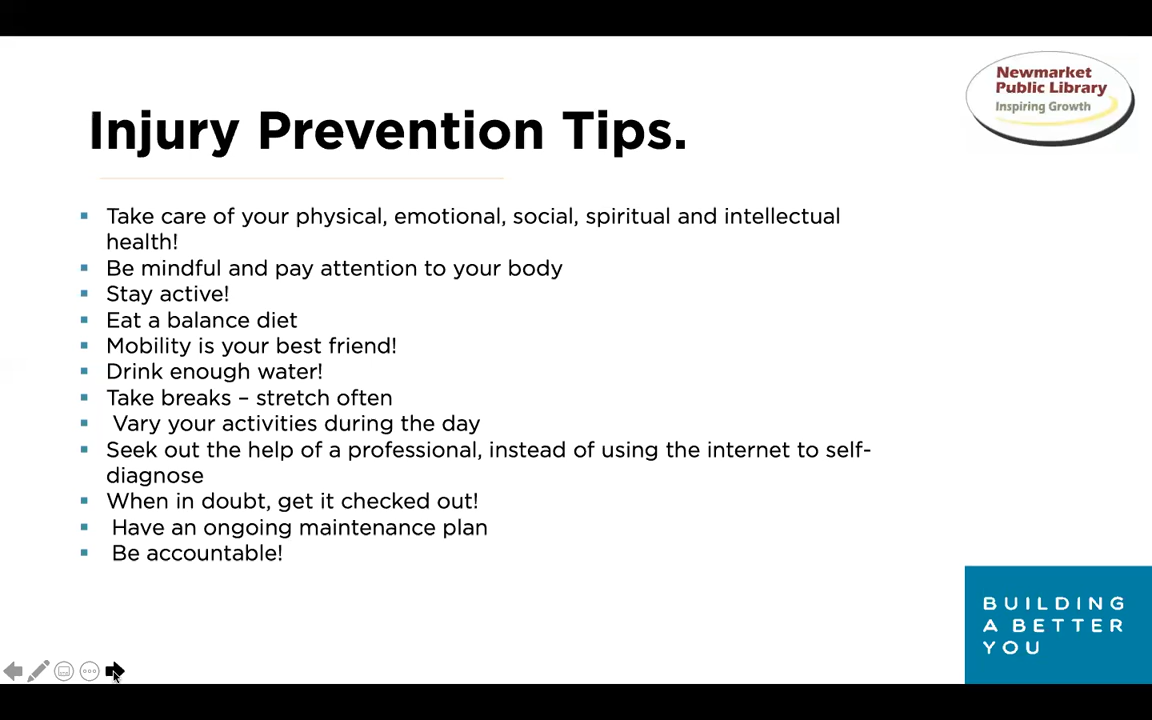 Newmarket
Public Library
Inspiring Growth
Injury Prevention Tips.
▪ Take care of your physical, emotional, social, spiritual and intellectual
health!
▪ Be mindful and pay attention to your body
▪ Stay active!
▪ Eat a balance diet
▪ Mobility is your best friend!
▪ Drink enough water!
▪ Take breaks – stretch often
▪ Vary your activities during the day
▪ Seek out the help of a professional, instead of using the internet to self-
diagnose
▪ When in doubt, get it checked out!
▪ Have an ongoing maintenance plan
▪ Be accountable!
BUILDING
A BETTER
YOU